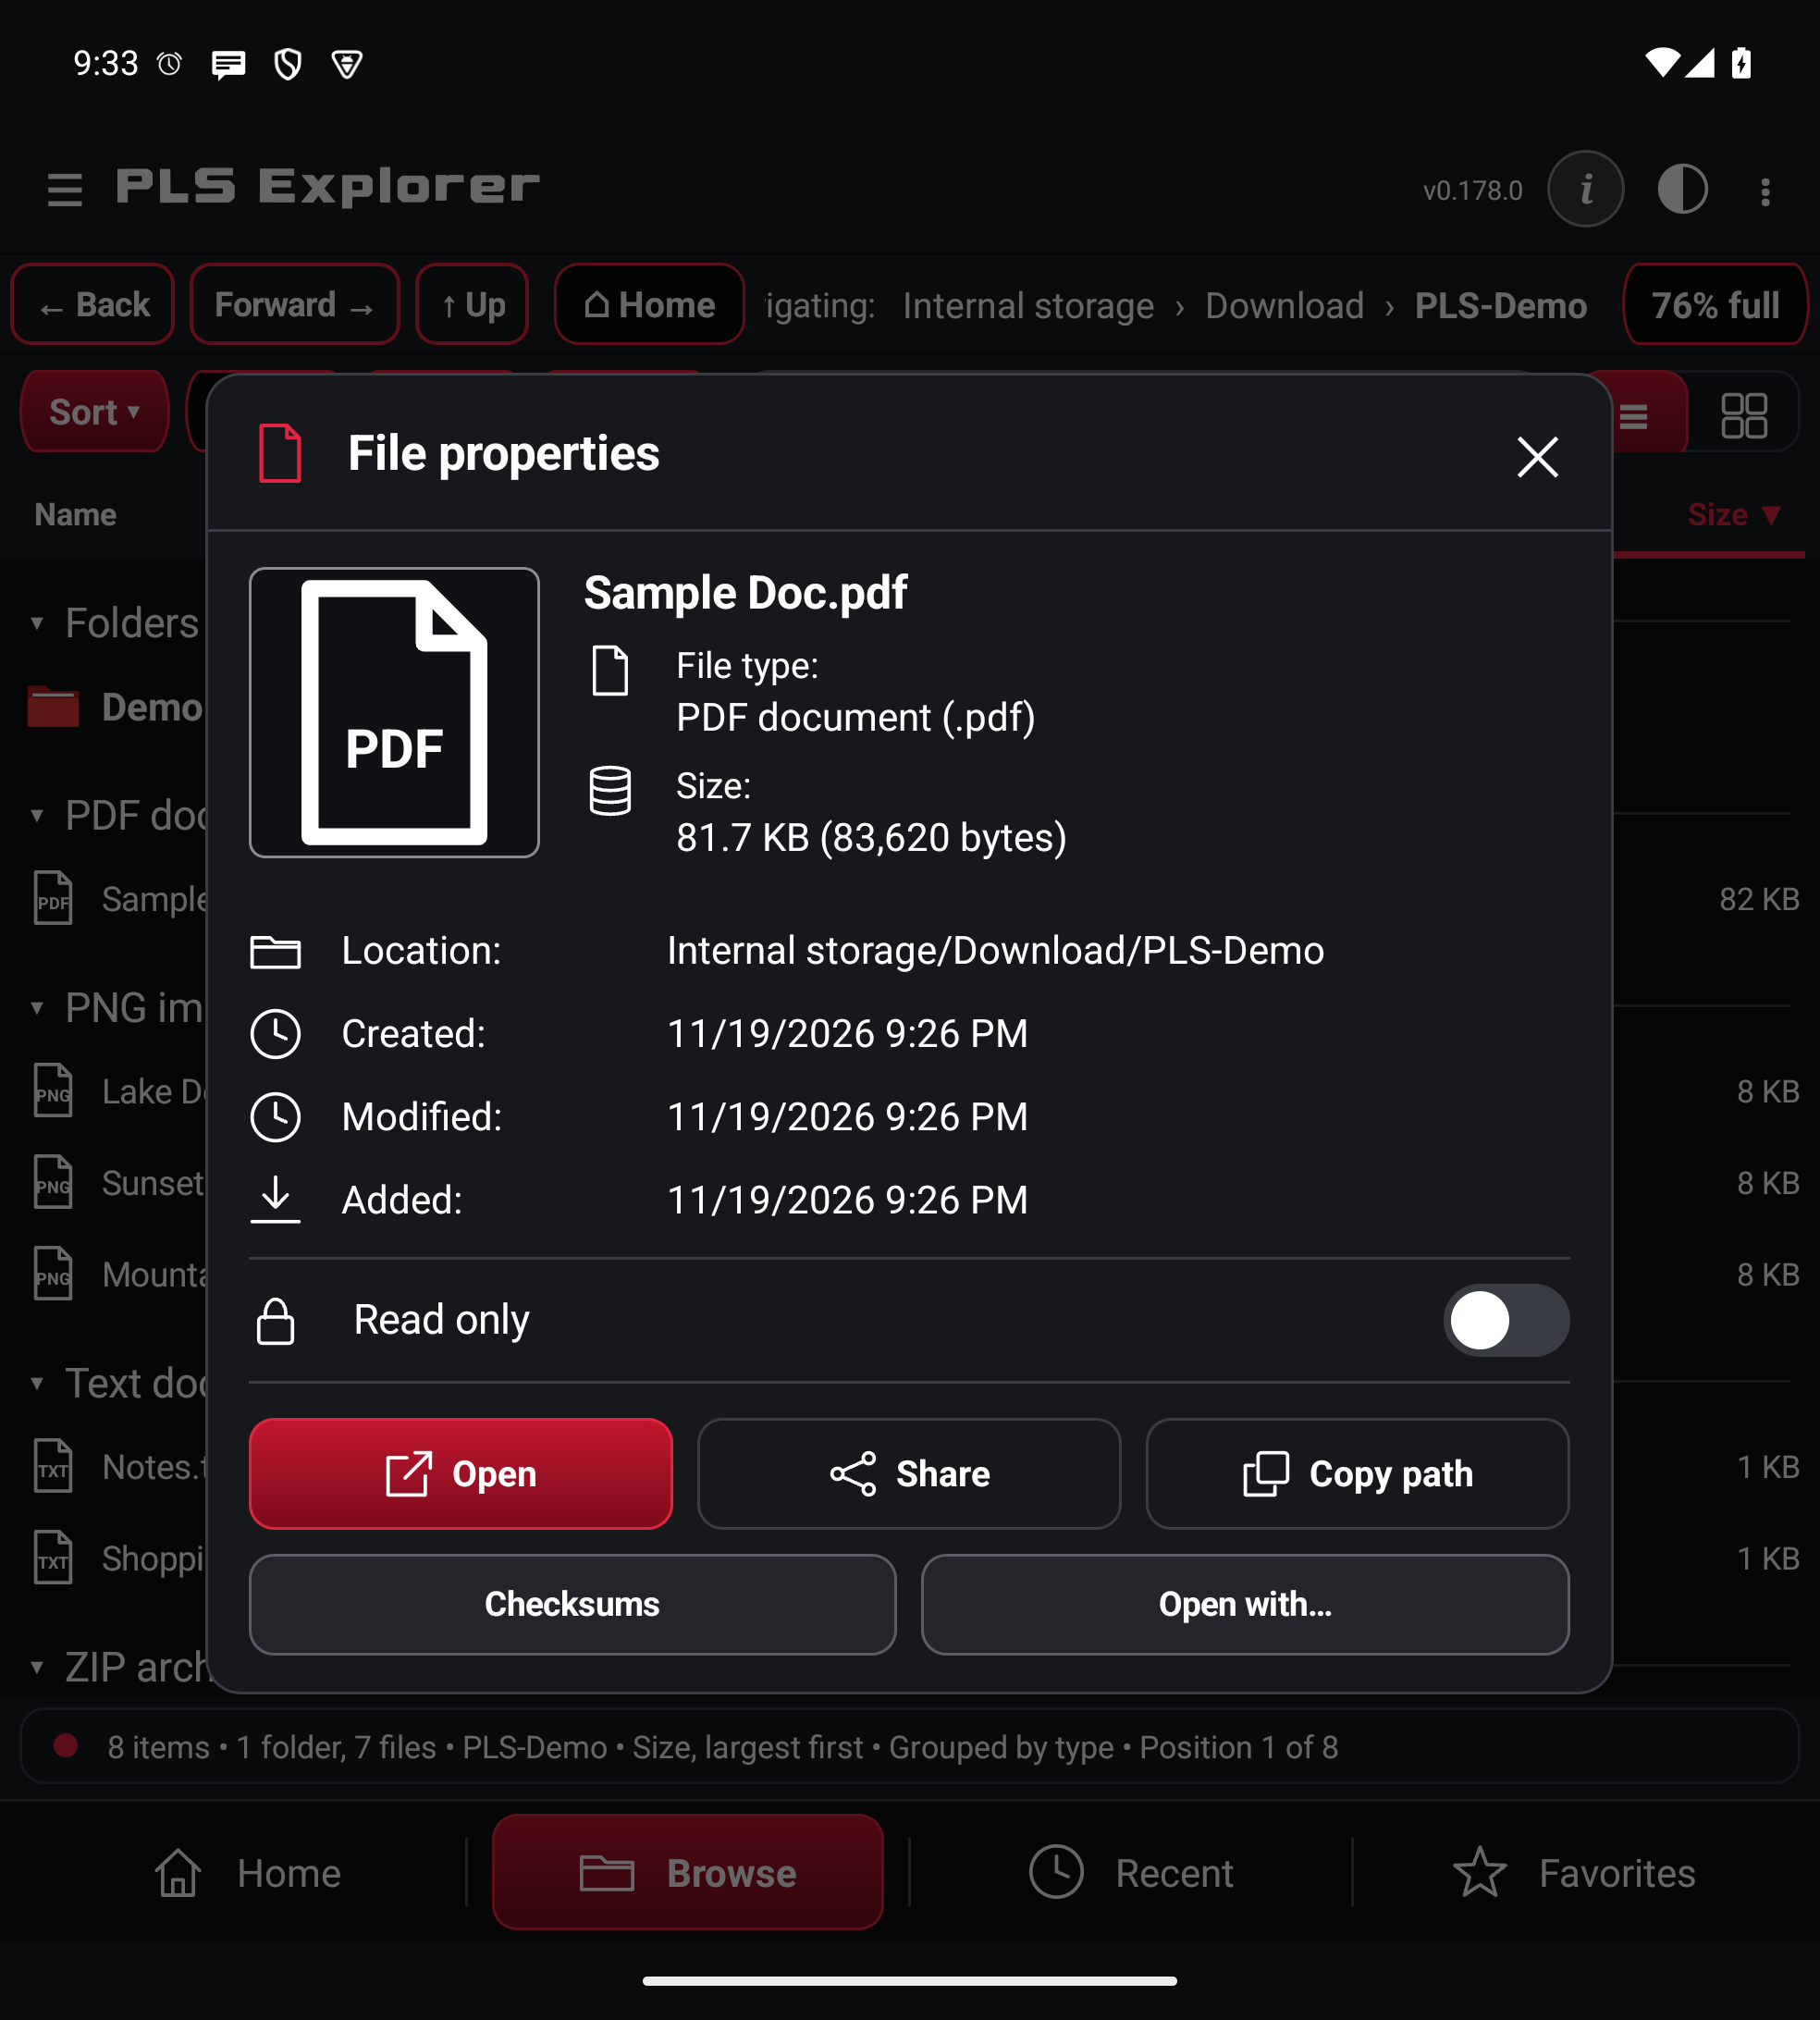 9:33
PLS Explorer
v0.178.0
i
← Back
Forward →
↑ Up
Home
igating: Internal storage › Download › PLS-Demo
76% full
Sort ▾
File properties
Name
Size ▼
PDF
Sample Doc.pdf
File type:
PDF document (.pdf)
Size:
81.7 KB (83,620 bytes)
▾ Folders
Demo
▾ PDF doc
PDF Sample
82 KB
Location: Internal storage/Download/PLS-Demo
Created: 11/19/2026 9:26 PM
Modified: 11/19/2026 9:26 PM
Added: 11/19/2026 9:26 PM
▾ PNG im
PNG Lake D
8 KB
PNG Sunset
8 KB
PNG Mounta
8 KB
Read only
▾ Text doc
Open
Share
Copy path
TXT Notes.t
1 KB
TXT Shoppi
1 KB
Checksums
Open with...
▾ ZIP arch
8 items • 1 folder, 7 files • PLS-Demo • Size, largest first • Grouped by type • Position 1 of 8
Home
Browse
Recent
Favorites